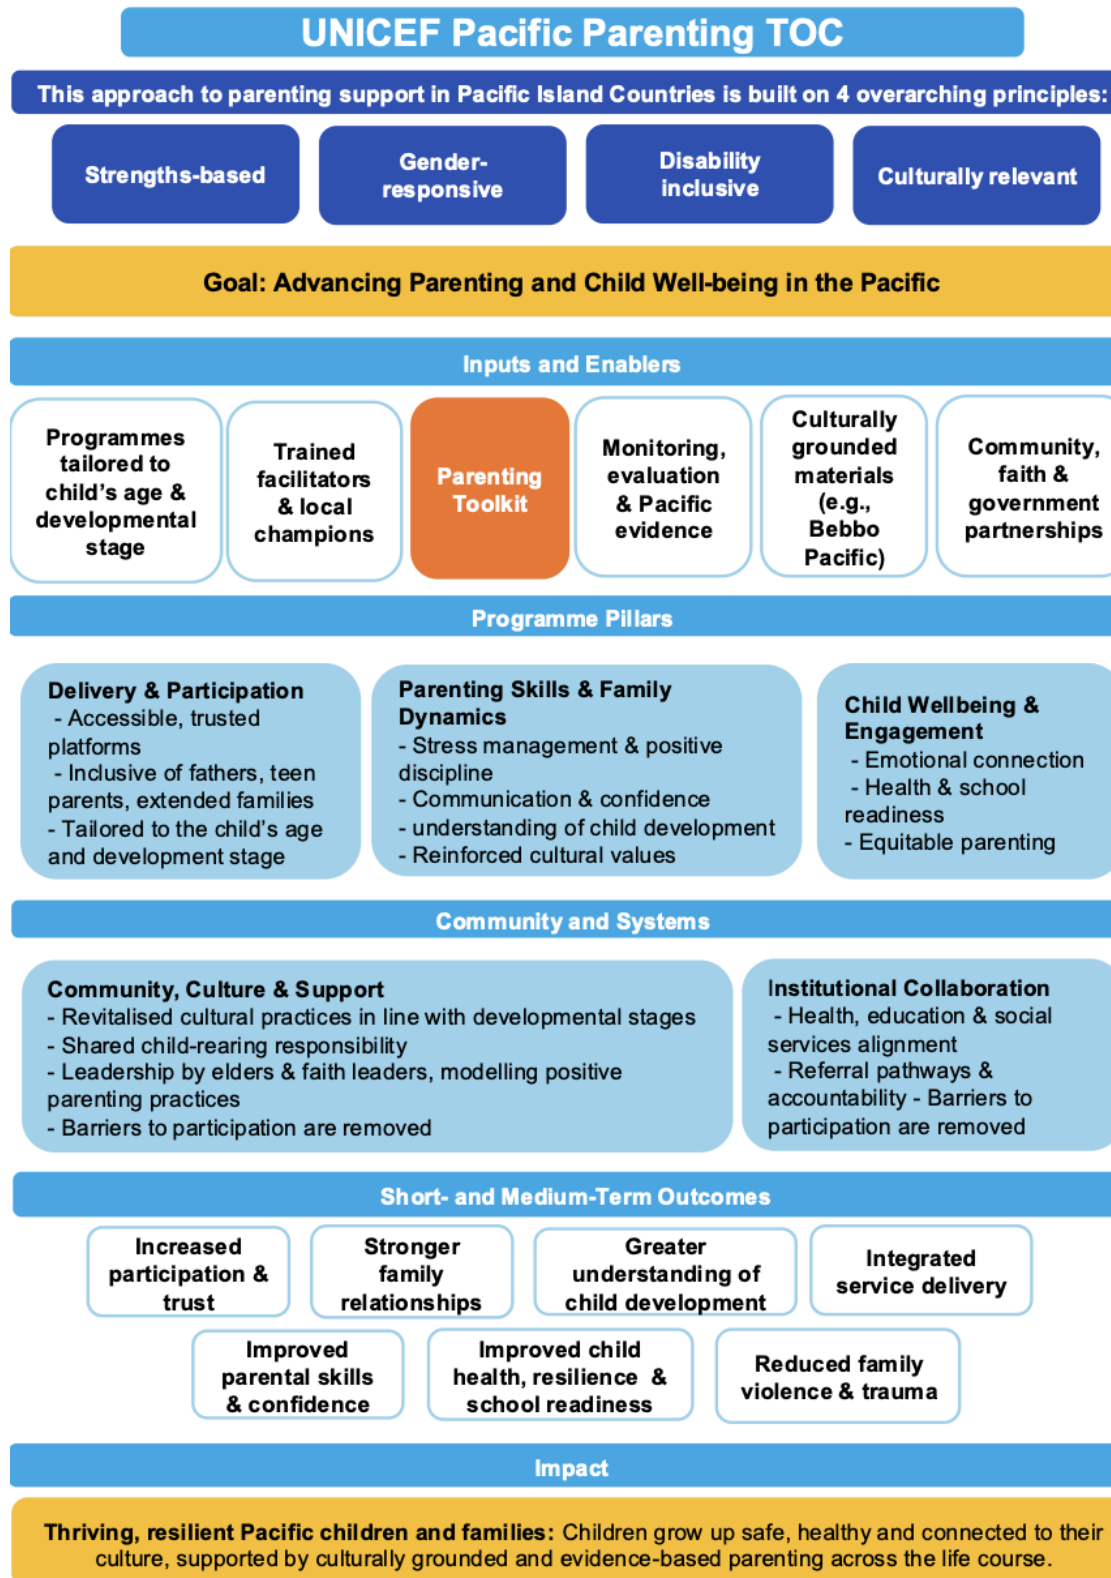 UNICEF Pacific Parenting TOC
This approach to parenting support in Pacific Island Countries is built on 4 overarching principles:
Strengths-based
Gender-
responsive
Disability
inclusive
Culturally relevant
Goal: Advancing Parenting and Child Well-being in the Pacific
Inputs and Enablers
Programmes
tailored to
child's age &
developmental
stage
Trained
facilitators
& local
champions
Parenting
Toolkit
Monitoring,
evaluation
& Pacific
evidence
Culturally
grounded
materials
(e.g.,
Bebbo
Pacific)
Community,
faith &
government
partnerships
Programme Pillars
Delivery & Participation
- Accessible, trusted
platforms
- Inclusive of fathers, teen
parents, extended families
- Tailored to the child's age
and development stage
Parenting Skills & Family
Dynamics
- Stress management & positive
discipline
- Communication & confidence
- understanding of child development
- Reinforced cultural values
Child Wellbeing &
Engagement
- Emotional connection
- Health & school
readiness
- Equitable parenting
Community and Systems
Community, Culture & Support
- Revitalised cultural practices in line with developmental stages
- Shared child-rearing responsibility
- Leadership by elders & faith leaders, modelling positive
parenting practices
- Barriers to participation are removed
Institutional Collaboration
- Health, education & social
services alignment
- Referral pathways &
accountability - Barriers to
participation are removed
Short- and Medium-Term Outcomes
Increased
participation &
trust
Stronger
family
relationships
Greater
understanding of
child development
Integrated
service delivery
Improved
parental skills
& confidence
Improved child
health, resilience &
school readiness
Reduced family
violence & trauma
Impact
Thriving, resilient Pacific children and families: Children grow up safe, healthy and connected to their
culture, supported by culturally grounded and evidence-based parenting across the life course.